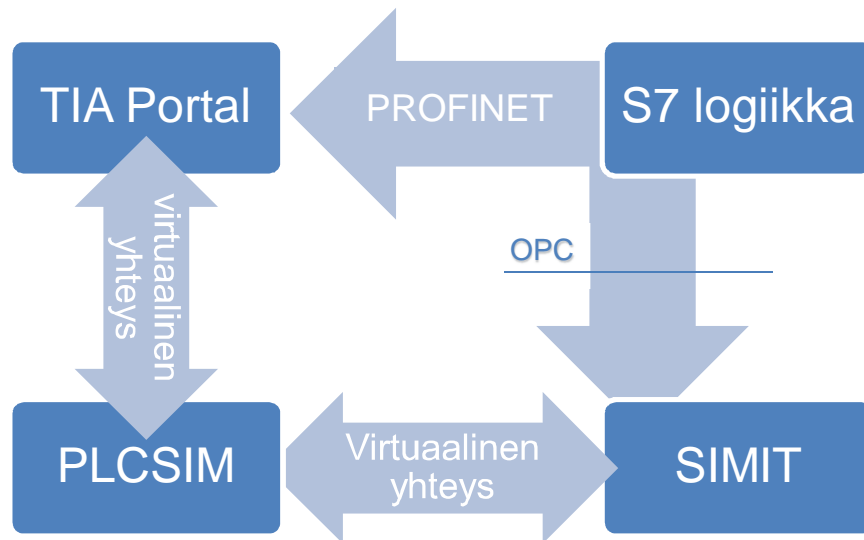 TIA Portal
PROFINET
S7 logiikka
virtuaalinen
yhteys
OPC
PLCSIM
Virtuaalinen
yhteys
SIMIT